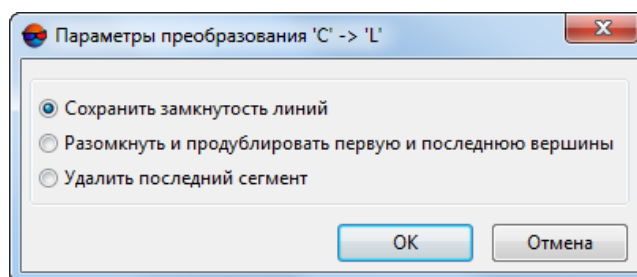 Параметры преобразования 'C' -> 'L'
Сохранить замкнутость линий
Разомкнуть и продублировать первую и последнюю вершины
Удалить последний сегмент
OK
Отмена